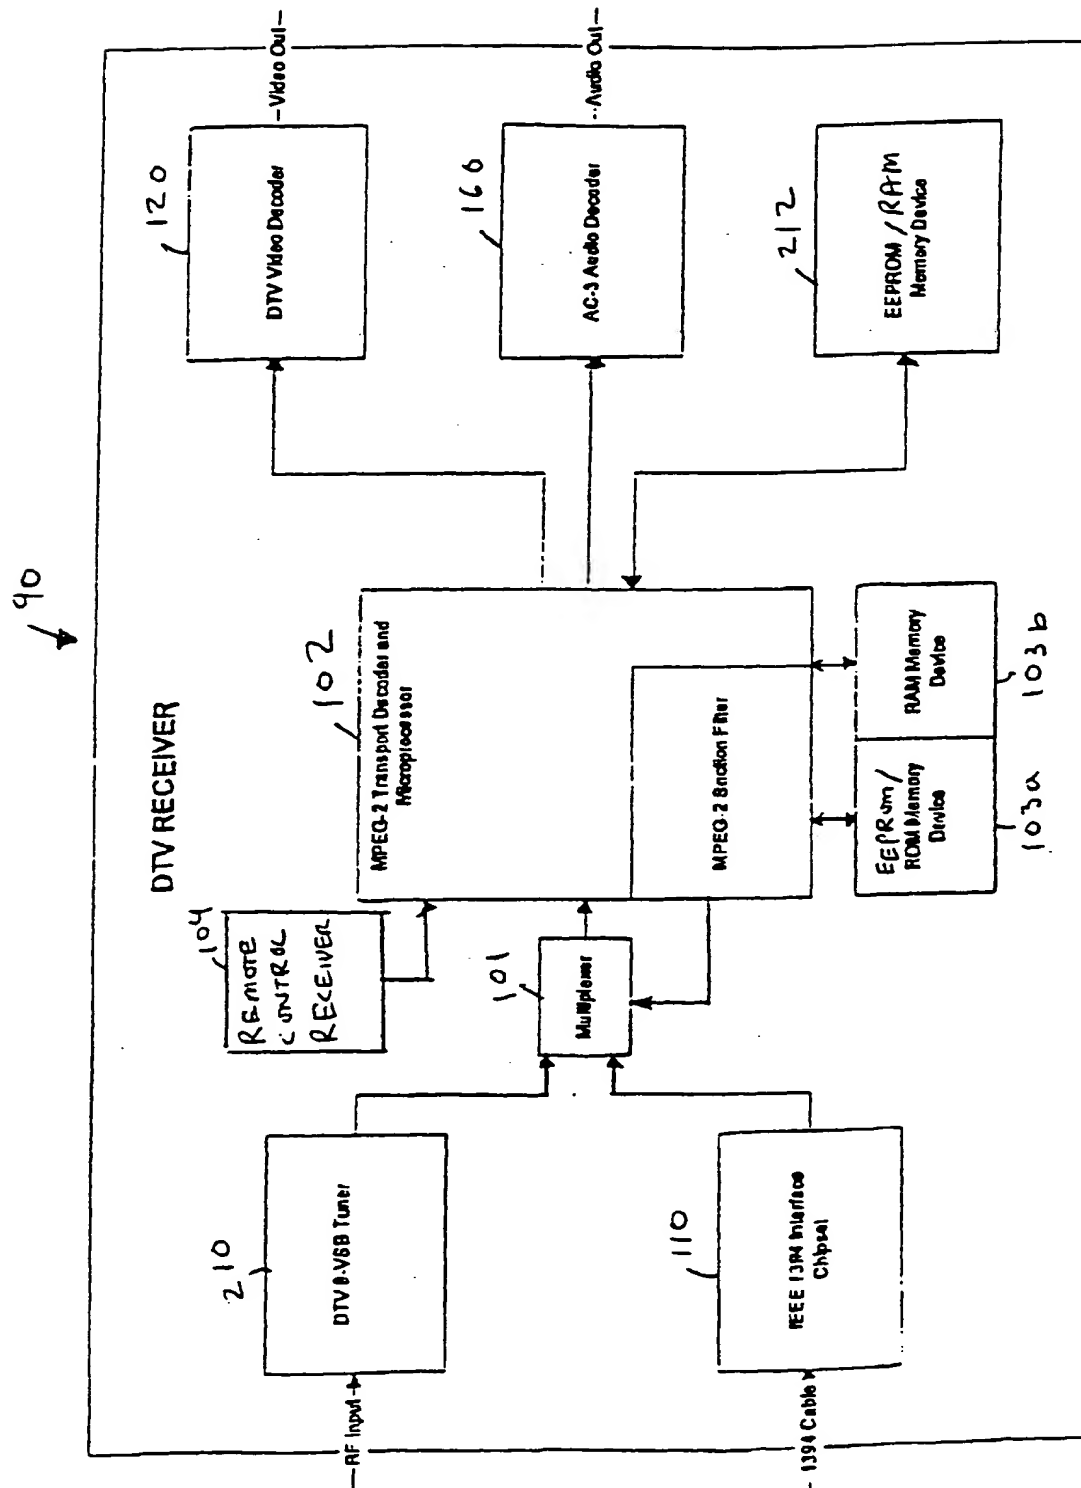 90
DTV RECEIVER
–RF Input–
210
DTV 8-VSB Tuner
–1394 Cable
110
IEEE 1394 Interface
Chipset
104
REMOTE
CONTROL
RECEIVER
101
Multiplexer
102
MPEG-2 Transport Decoder and
Microprocessor
MPEG-2 Section Filter
EEPROM/
ROM Memory
Device
103a
RAM Memory
Device
103b
120
DTV Video Decoder
–Video Out–
160
AC-3 Audio Decoder
Audio Out–
212
EEPROM/RAM
Memory Device